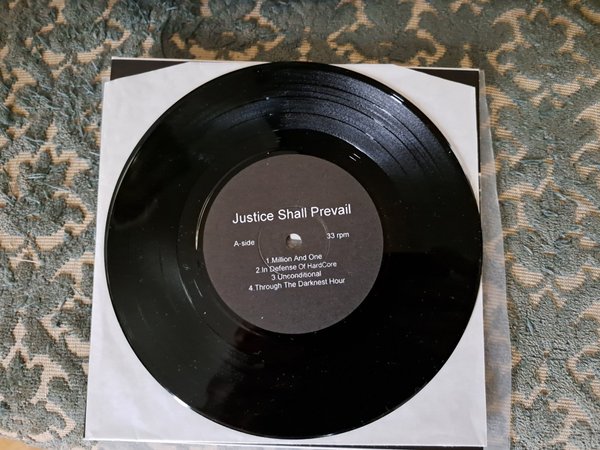 Justice Shall Prevail
A-side 33 rpm
1.Million And One
2.In Defense Of HardCore
3.Unconditional
4.Through The Darkest Hour